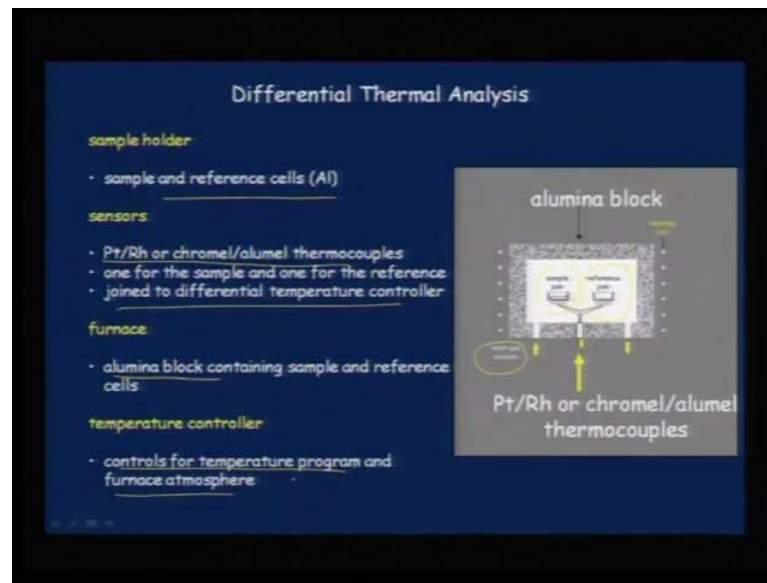 Differential Thermal Analysis
sample holder
· sample and reference cells (Al)
sensors
· Pt/Rh or chromel/alumel thermocouples
· one for the sample and one for the reference
· joined to differential temperature controller
furnace
· alumina block containing sample and reference
cells
temperature controller
· controls for temperature program and
furnace atmosphere
alumina block
sample
pan
reference
pan
Pt/Rh or chromel/alumel
thermocouples